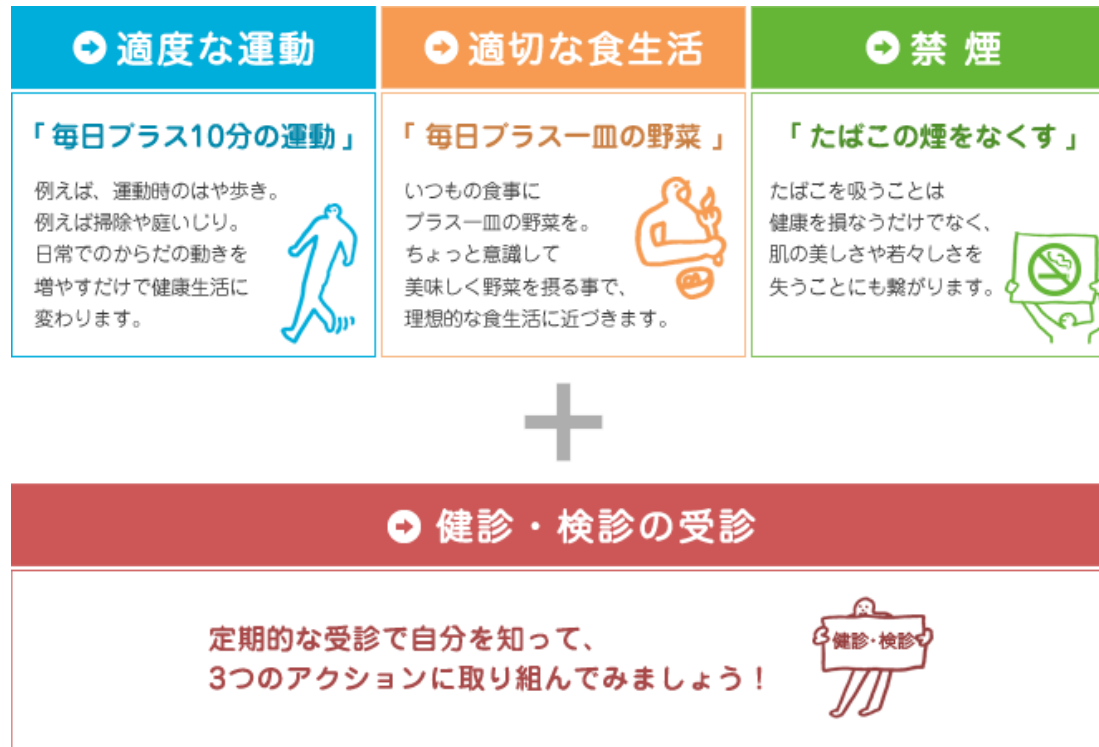 適度な運動
「毎日プラス10分の運動」
例えば、運動時のはや歩き。
例えば掃除や庭いじり。
日常でのからだの動きを
増やすだけで健康生活に
変わります。
適切な食生活
「毎日プラス一皿の野菜」
いつもの食事に
プラス一皿の野菜を。
ちょっと意識して
美味しく野菜を摂る事で、
理想的な食生活に近づきます。
禁煙
「たばこの煙をなくす」
たばこを吸うことは
健康を損なうだけでなく、
肌の美しさや若々しさを
失うことにも繋がります。
+
健診・検診の受診
定期的な受診で自分を知って、
3つのアクションに取り組んでみましょう！
健診・検診